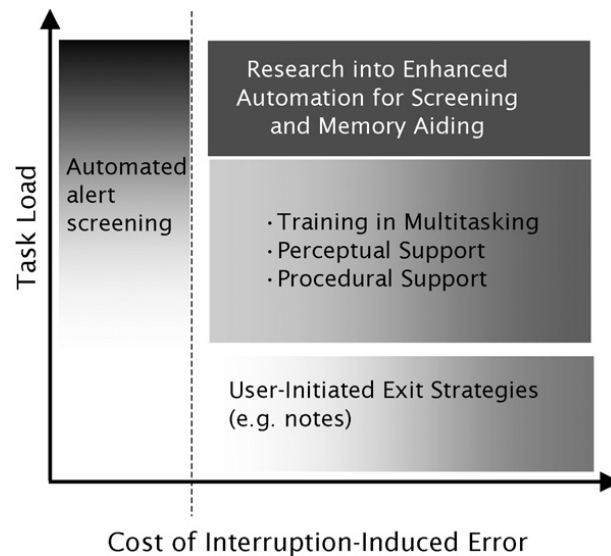 Task Load
Automated
alert
screening
Research into Enhanced
Automation for Screening
and Memory Aiding
· Training in Multitasking
· Perceptual Support
· Procedural Support
User-Initiated Exit Strategies
(e.g. notes)
Cost of Interruption-Induced Error